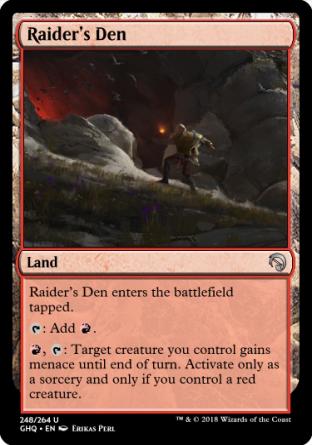 Raider's Den
Land
Raider's Den enters the battlefield
tapped.
: Add .
, : Target creature you control gains
menace until end of turn. Activate only as
a sorcery and only if you control a red
creature.
248/264 U
GHQ • EN Erikas Perl
™ & © 2018 Wizards of the Coast